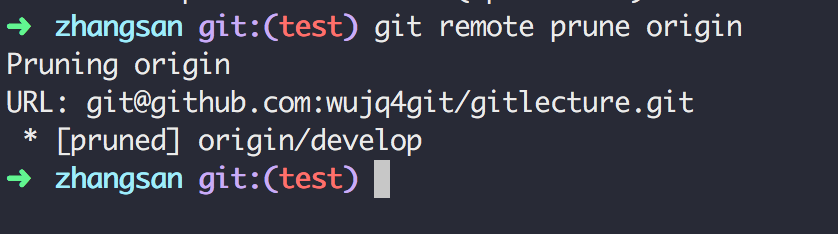 ➜ zhangsan git:(test) git remote prune origin
Pruning origin
URL: git@github.com:wujq4git/gitlecture.git
 * [pruned] origin/develop
➜ zhangsan git:(test)